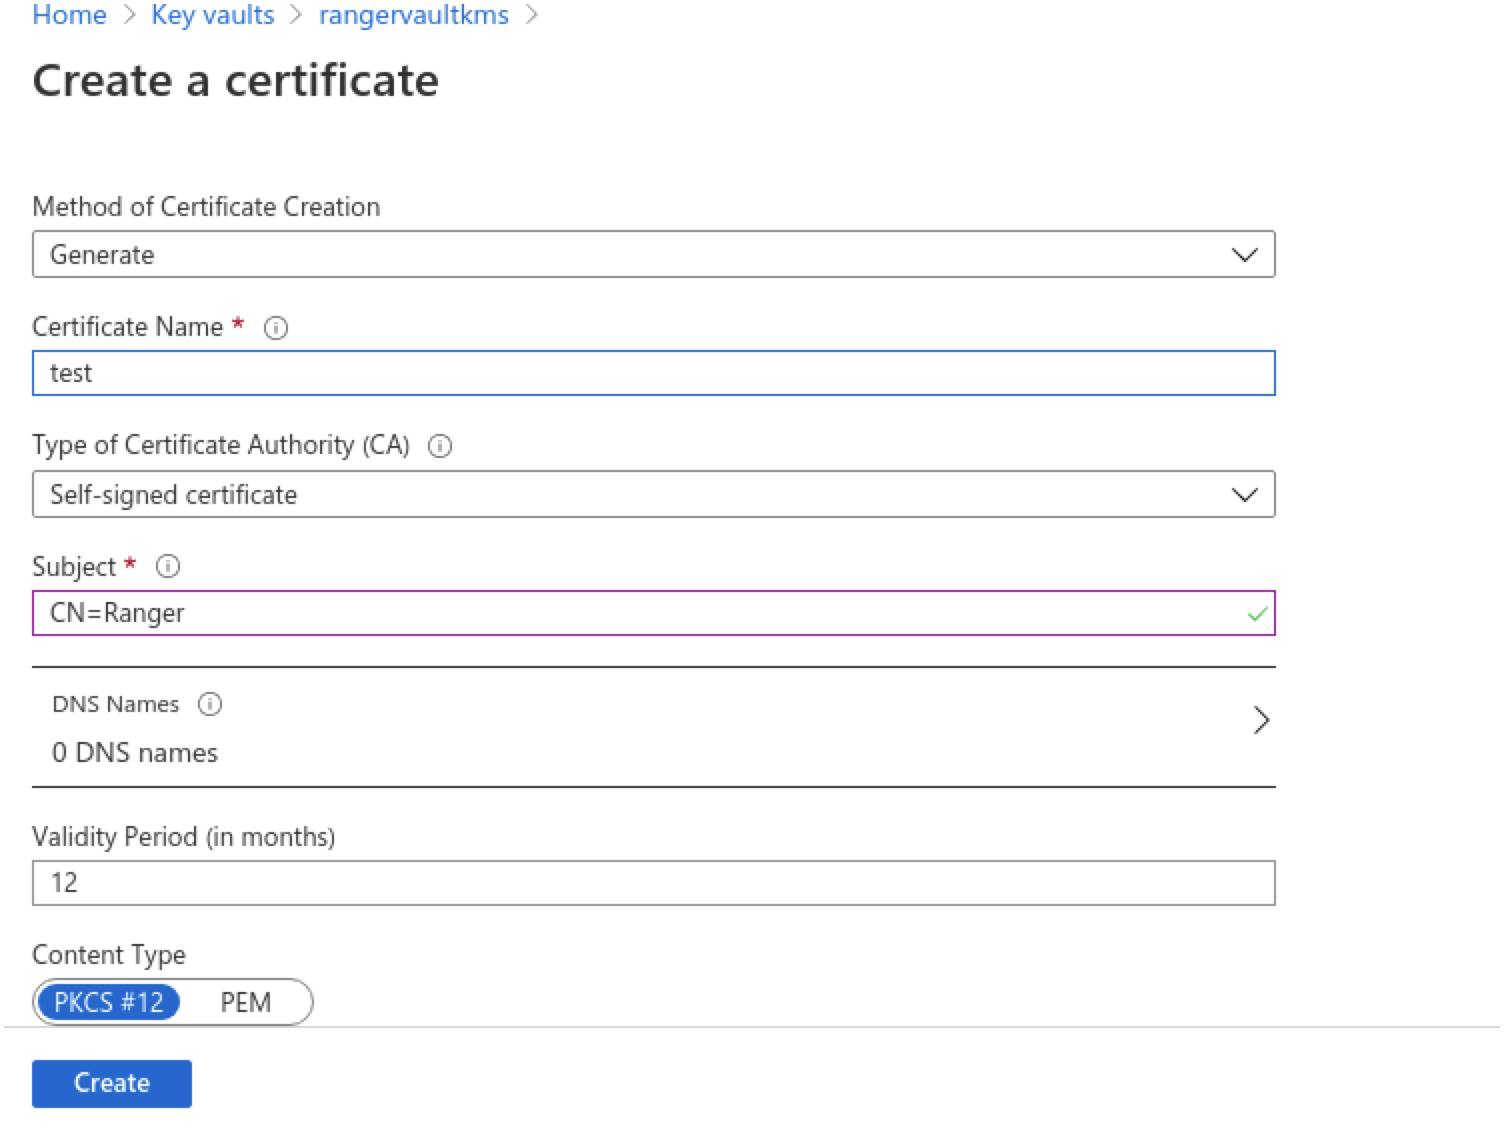 Home > Key vaults > rangervaultkms >
Create a certificate
Method of Certificate Creation
Generate
Certificate Name *
test
Type of Certificate Authority (CA)
Self-signed certificate
Subject *
CN=Ranger
DNS Names
0 DNS names
Validity Period (in months)
12
Content Type
PKCS #12 PEM
Create